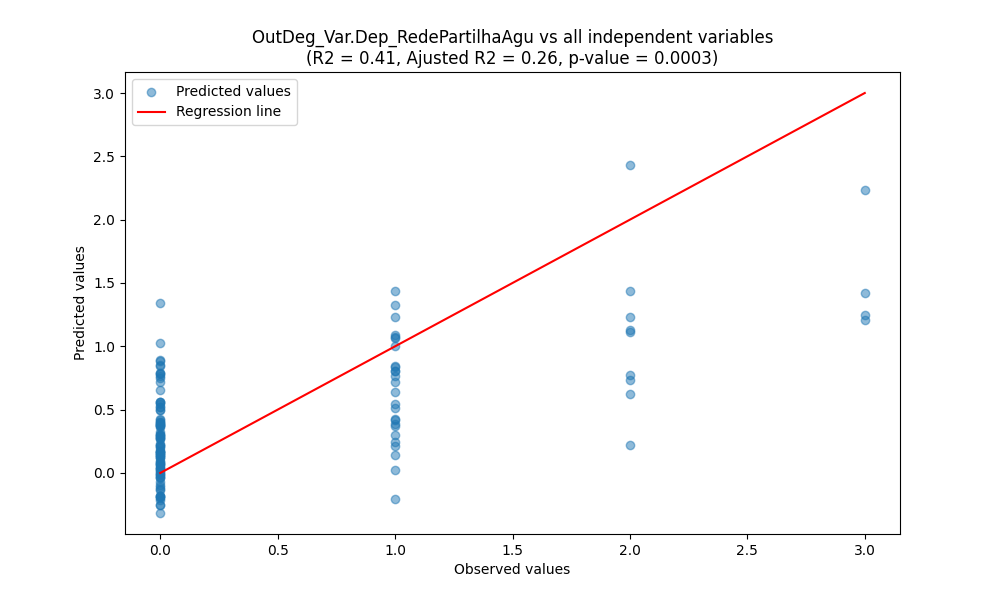 OutDeg_Var.Dep_RedePartilhaAgu vs all independent variables
(R2 = 0.41, Ajusted R2 = 0.26, p-value = 0.0003)
Predicted values
Regression line
3.0
2.5
2.0
1.5
1.0
0.5
0.0
Predicted values
0.0 0.5 1.0 1.5 2.0 2.5 3.0
Observed values